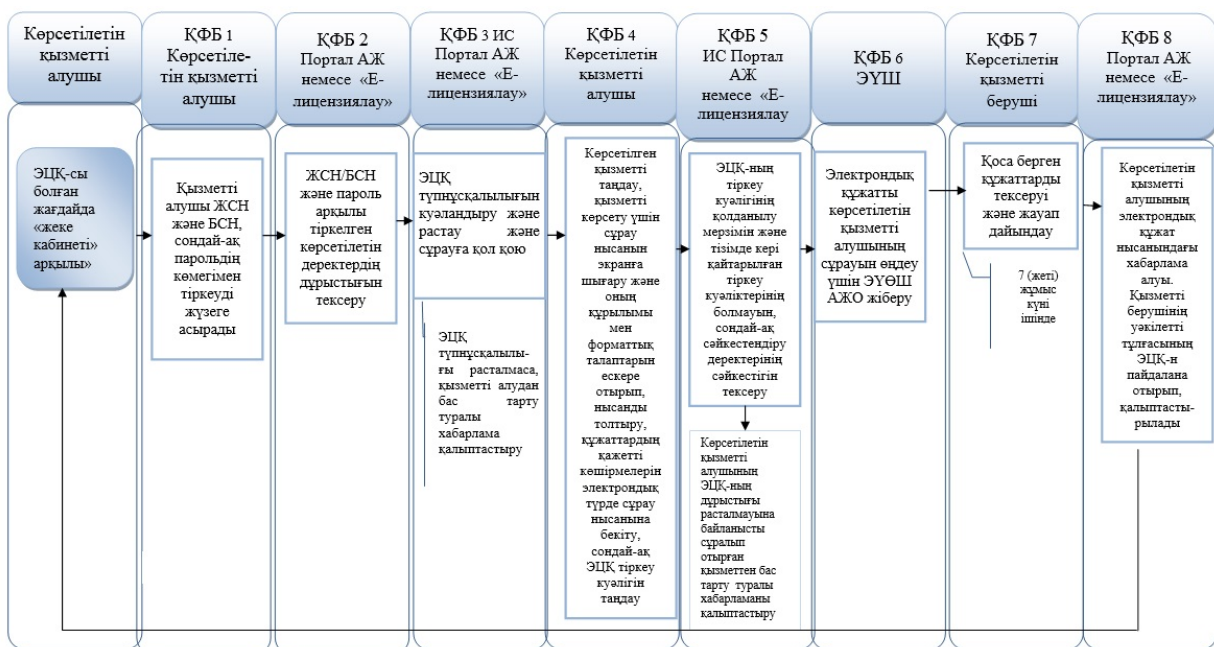 Көрсетілетін
қызметті
алушы
ҚФБ 1
Көрсетіле-
тін қызметті
алушы
ҚФБ 2
Портал АЖ
немесе «Е-
лицензиялау»
ҚФБ 3 ИС
Портал АЖ
немесе «Е-
лицензиялау»
ҚФБ 4
Көрсетілетін
қызметті
алушы
ҚФБ 5
ИС Портал
АЖ
немесе «Е-
лицензиялау
ҚФБ 6
ЭҮШ
ҚФБ 7
Көрсетілетін
қызметті
беруші
ҚФБ 8
Портал АЖ
немесе «Е-
лицензиялау»
ЭЦҚ-сы
болған
жағдайда
«жеке
кабинеті»
арқылы»
Қызметті
алушы ЖСН
және БСН,
сондай-ақ
парольдің
көмегімен
тіркеуді
жүзеге
асырады
ЖСН/БСН
және пароль
арқылы
тіркелген
көрсетілетін
деректердің
дұрыстығын
тексеру
ЭЦҚ
түпнұсқалылығын
куәландыру және
растау және
сұрауға қол қою
ЭЦҚ
түпнұсқалылы-
ғы расталмаса,
қызметті алудан
бас тарту
туралы
хабарлама
қалыптастыру
Көрсетілген
қызметті
таңдау,
қызметті
көрсету үшін
сұрау
нысанын
экранға
шығару және
оның
құрылымы
мен
форматтық
талаптарын
ескере
отырып,
нысанды
толтыру,
құжаттардың
қажетті
көшірмелерін
электрондық
түрде сұрау
нысанына
бекіту,
сондай-ақ
ЭЦҚ тіркеу
куәлігін
таңдау
ЭЦҚ-ның
тіркеу
куәлігінің
қолданылу
мерзімін және
тізімде кері
қайтарылған
тіркеу
куәліктерінің
болмауын,
сондай-ақ
сәйкестендіру
деректерінің
сәйкестігін
тексеру
Көрсетілетін
қызметті
алушының
ЭЦҚ-ның
дұрыстығы
расталмауына
байланысты
сұралып
отырған
қызметтен бас
тарту туралы
хабарламаны
қалыптастыру
Электрондық
құжатты
көрсетілетін
қызметті
алушының
сұрауын өңдеу
үшін ЭҮӨШ
АЖО жіберу
Қоса берген
құжаттарды
тексеруі
және жауап
дайындау
7 (жеті)
жұмыс
күні
ішінде
Көрсетілетін
қызметті
алушының
электрондық
құжат
нысанындағы
хабарлама
алуы.
Қызметті
берушінің
уәкілетті
тұлғасының
ЭЦҚ-н
пайдалана
отырып,
қалыптасты-
рылады